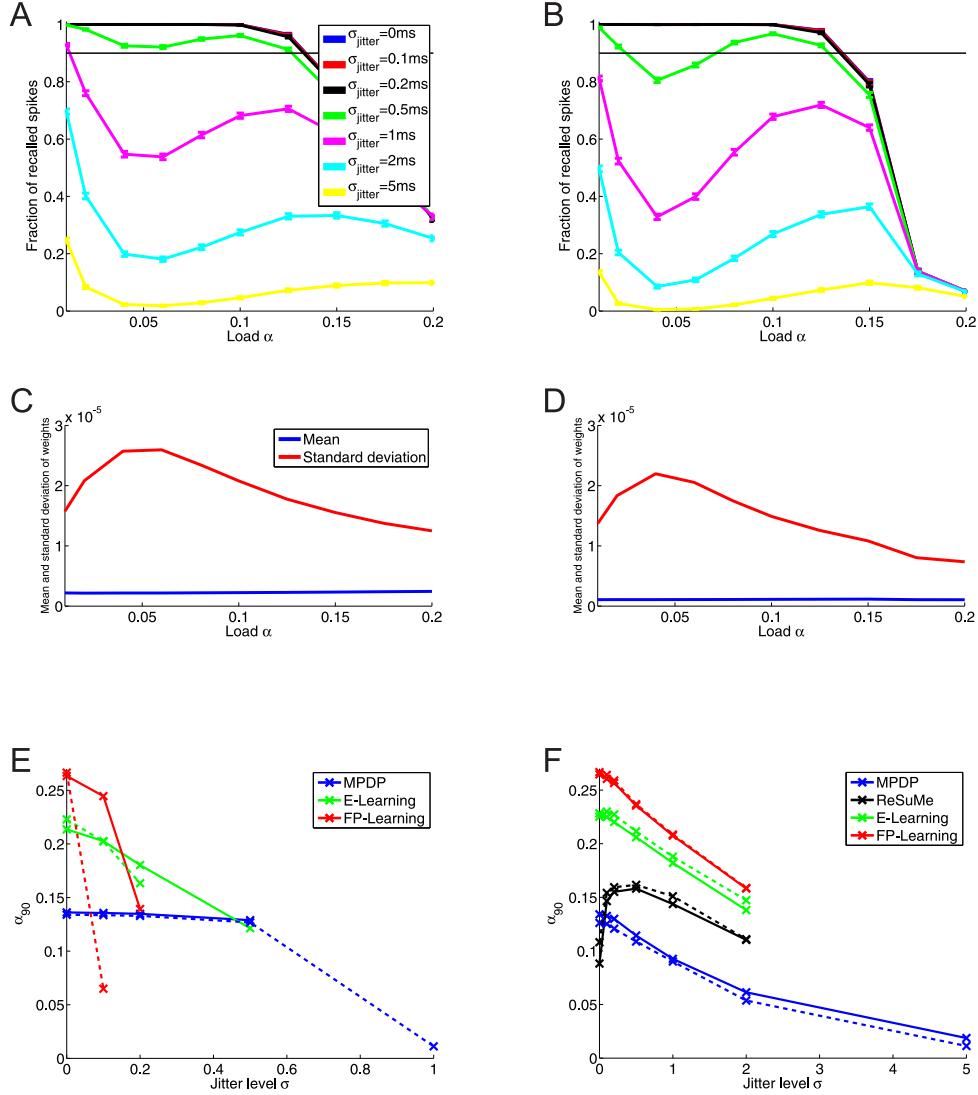 A
1
0.8
0.6
0.4
0.2
0
0.05
0.1
0.15
0.2
Fraction of recalled spikes
Load α
σjitter=0ms
σjitter=0.1ms
σjitter=0.2ms
σjitter=0.5ms
σjitter=1ms
σjitter=2ms
σjitter=5ms
B
1
0.8
0.6
0.4
0.2
0
0.05
0.1
0.15
0.2
Fraction of recalled spikes
Load α
C
3 x 10⁻⁵
2
1
0
0.05
0.1
0.15
0.2
Mean and standard deviation of weights
Load α
Mean
Standard deviation
D
3 x 10⁻⁵
2
1
0
0.05
0.1
0.15
0.2
Mean and standard deviation of weights
Load α
E
0.25
0.2
0.15
0.1
0.05
0
0
0.2
0.4
0.6
0.8
1
α90
Jitter level σ
MPDP
E-Learning
FP-Learning
F
0.25
0.2
0.15
0.1
0.05
0
0
1
2
3
4
5
α90
Jitter level σ
MPDP
ReSuMe
E-Learning
FP-Learning